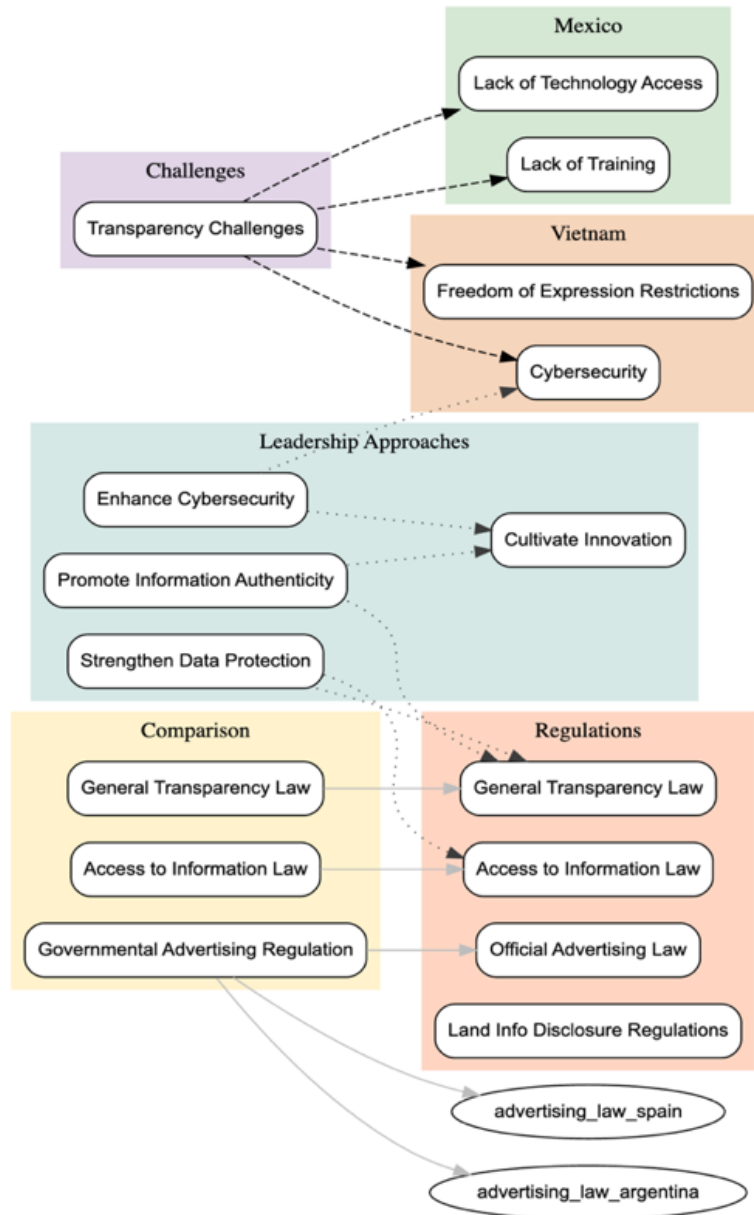 Mexico
Lack of Technology Access
Lack of Training
Challenges
Transparency Challenges
Vietnam
Freedom of Expression Restrictions
Cybersecurity
Leadership Approaches
Enhance Cybersecurity
Cultivate Innovation
Promote Information Authenticity
Strengthen Data Protection
Comparison
General Transparency Law
Access to Information Law
Governmental Advertising Regulation
Regulations
General Transparency Law
Access to Information Law
Official Advertising Law
Land Info Disclosure Regulations
advertising_law_spain
advertising_law_argentina